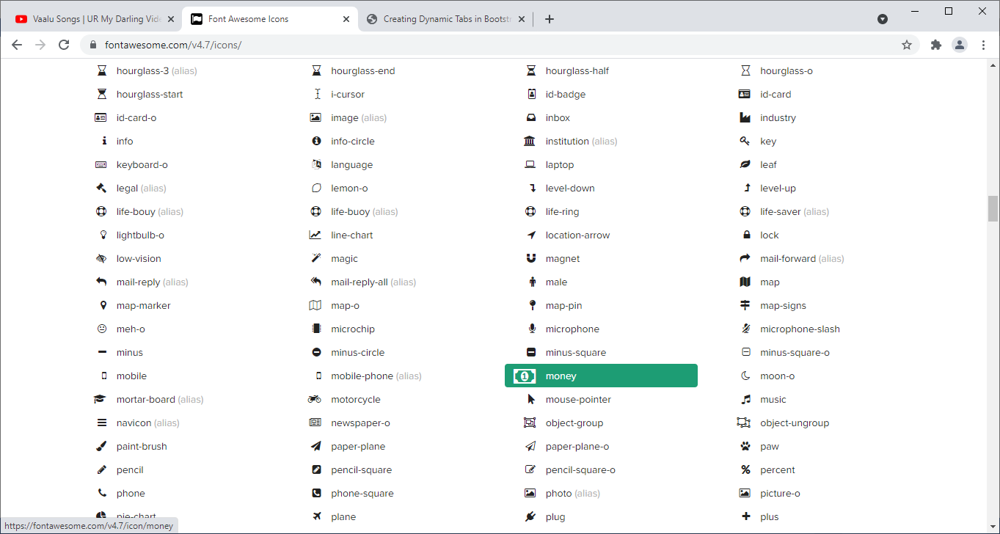 Vaalu Songs | UR My Darling Vide
Font Awesome Icons
Creating Dynamic Tabs in Bootstr
fontawesome.com/v4.7/icons/
hourglass-3 (alias) hourglass-end hourglass-half hourglass-o
hourglass-start i-cursor id-badge id-card
id-card-o image (alias) inbox industry
info info-circle institution (alias) key
keyboard-o language laptop leaf
legal (alias) lemon-o level-down level-up
life-bouy (alias) life-buoy (alias) life-ring life-saver (alias)
lightbulb-o line-chart location-arrow lock
low-vision magic magnet mail-forward (alias)
mail-reply (alias) mail-reply-all (alias) male map
map-marker map-o map-pin map-signs
meh-o microchip microphone microphone-slash
minus minus-circle minus-square minus-square-o
mobile mobile-phone (alias) money moon-o
mortar-board (alias) motorcycle mouse-pointer music
navicon (alias) newspaper-o object-group object-ungroup
paint-brush paper-plane paper-plane-o paw
pencil pencil-square pencil-square-o percent
phone phone-square photo (alias) picture-o
pie-chart plane plug plus
https://fontawesome.com/v4.7/icon/money